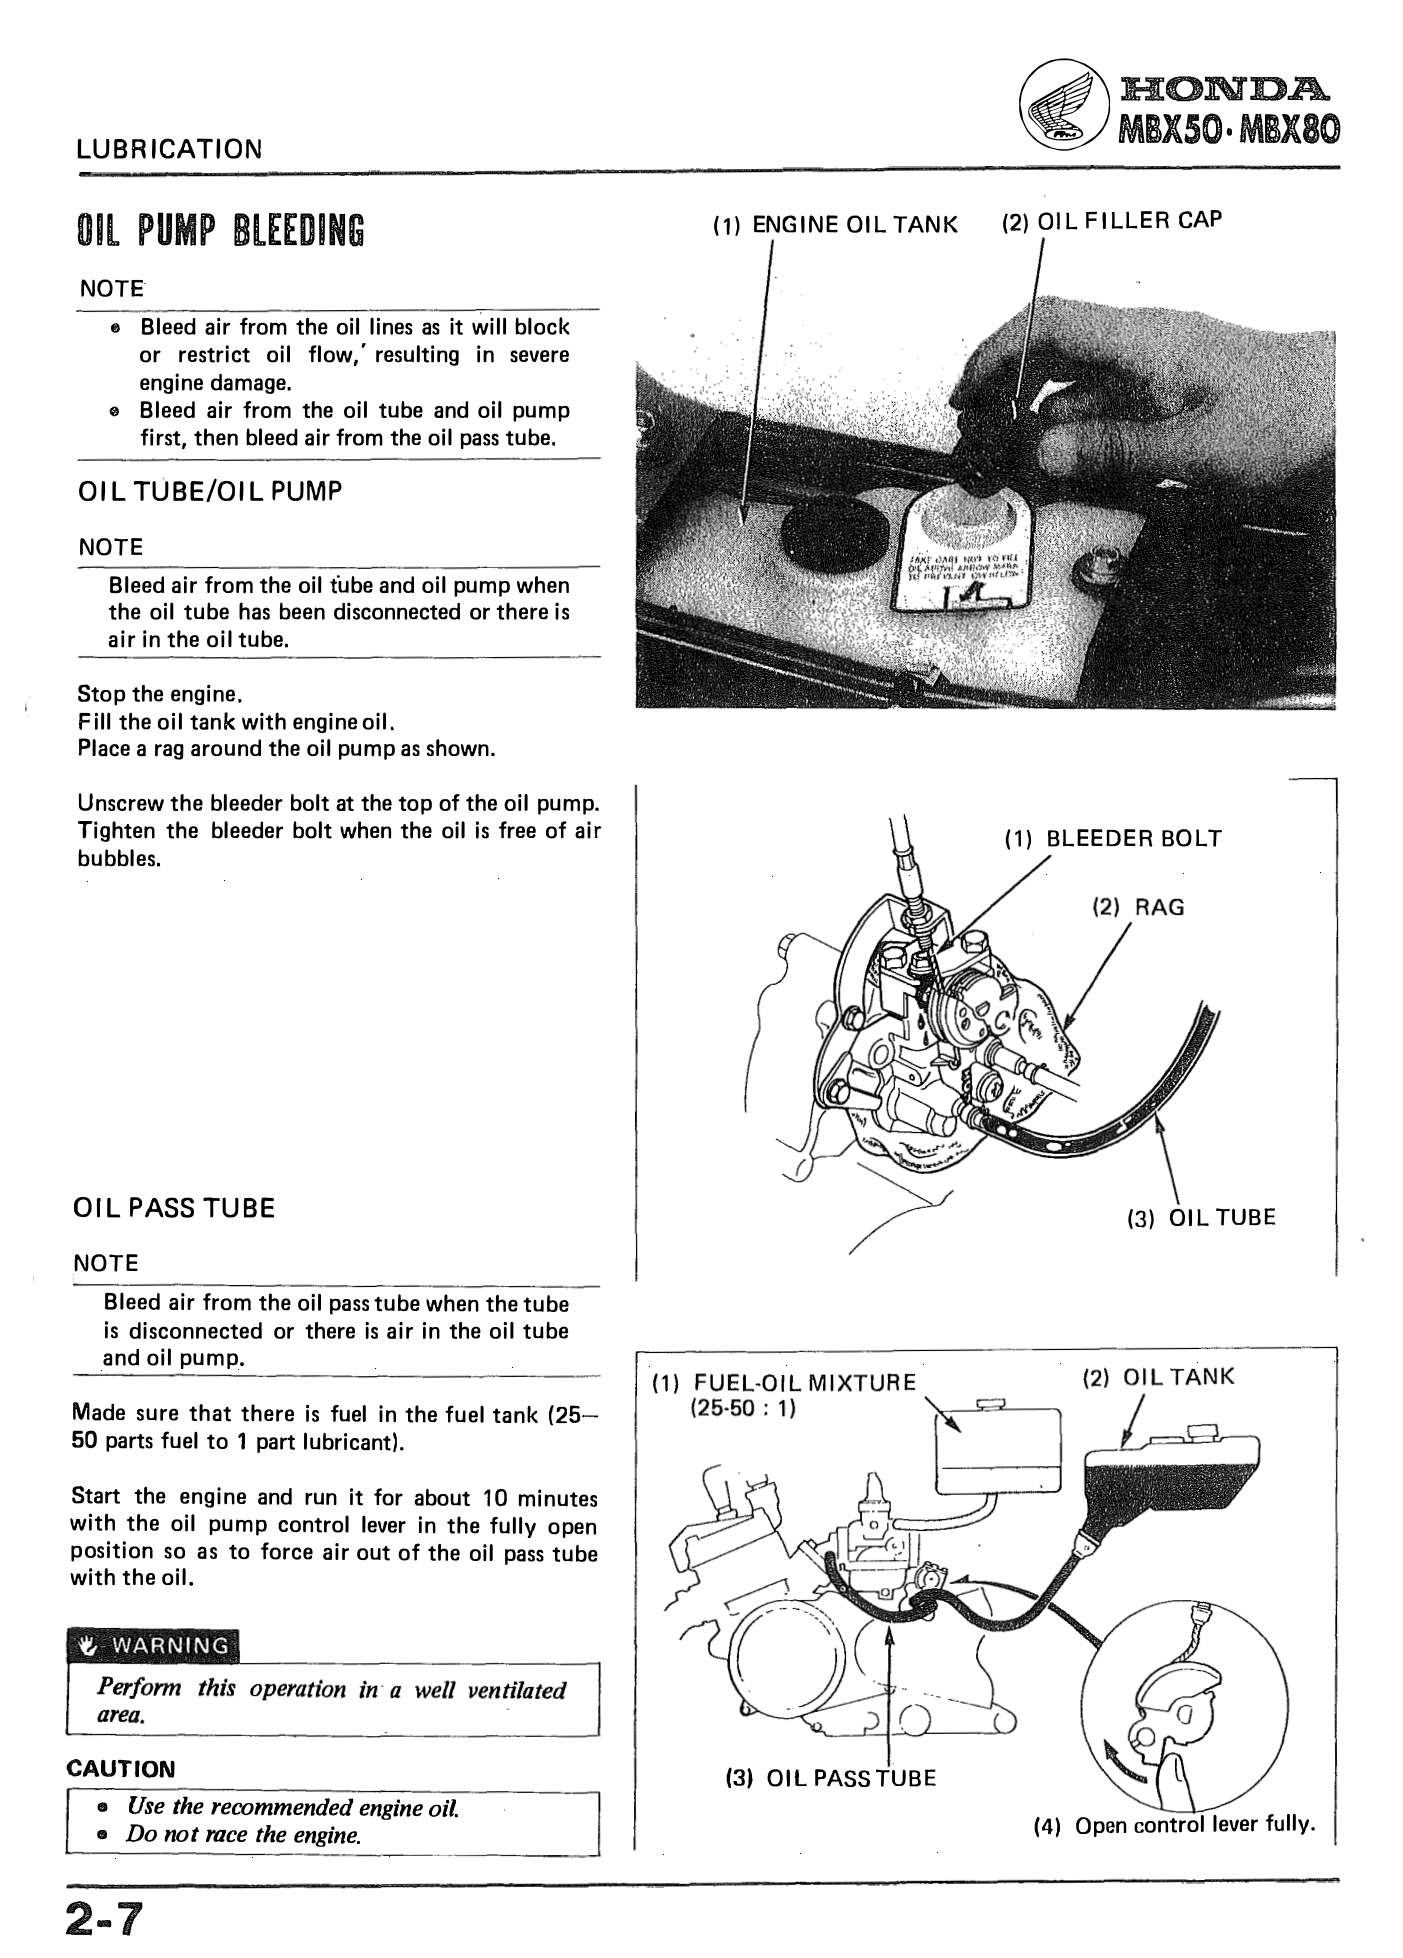 HONDA
MBX50·MBX80
LUBRICATION
OIL PUMP BLEEDING
NOTE
• Bleed air from the oil lines as it will block
or restrict oil flow, resulting in severe
engine damage.
• Bleed air from the oil tube and oil pump
first, then bleed air from the oil pass tube.
OIL TUBE/OIL PUMP
NOTE
Bleed air from the oil tube and oil pump when
the oil tube has been disconnected or there is
air in the oil tube.
Stop the engine.
Fill the oil tank with engine oil.
Place a rag around the oil pump as shown.
Unscrew the bleeder bolt at the top of the oil pump.
Tighten the bleeder bolt when the oil is free of air
bubbles.
OIL PASS TUBE
NOTE
Bleed air from the oil pass tube when the tube
is disconnected or there is air in the oil tube
and oil pump.
Made sure that there is fuel in the fuel tank (25—
50 parts fuel to 1 part lubricant).
Start the engine and run it for about 10 minutes
with the oil pump control lever in the fully open
position so as to force air out of the oil pass tube
with the oil.
WARNING
Perform this operation in a well ventilated
area.
CAUTION
• Use the recommended engine oil.
• Do not race the engine.
(1) ENGINE OIL TANK (2) OIL FILLER CAP
TAKE CARE NOT TO FILL
OIL ABOVE ARROW MARK
TO PREVENT OVERFLOW
(1) BLEEDER BOLT
(2) RAG
(3) OIL TUBE
(1) FUEL-OIL MIXTURE
(25-50 : 1)
(2) OIL TANK
(3) OIL PASS TUBE
(4) Open control lever fully.
2-7